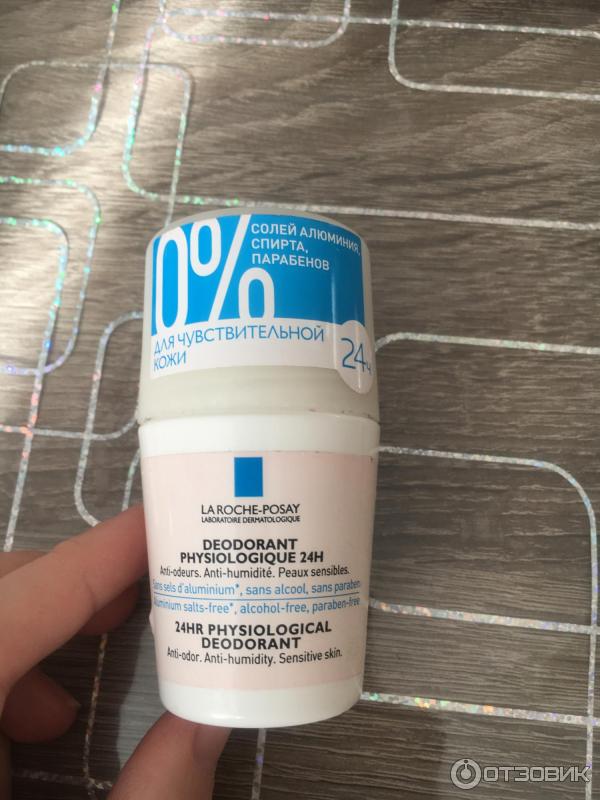 0%
СОЛЕЙ АЛЮМИНИЯ,
СПИРТА,
ПАРАБЕНОВ
ДЛЯ ЧУВСТВИТЕЛЬНОЙ
КОЖИ
24ч
LA ROCHE-POSAY
LABORATOIRE DERMATOLOGIQUE
DEODORANT
PHYSIOLOGIQUE 24H
Anti-odeurs. Anti-humidité. Peaux sensibles.
Sans sels d'aluminium*, sans alcool, sans paraben
Aluminium salts-free*, alcohol-free, paraben-free
24HR PHYSIOLOGICAL
DEODORANT
Anti-odor. Anti-humidity. Sensitive skin.
ОТЗОВИК